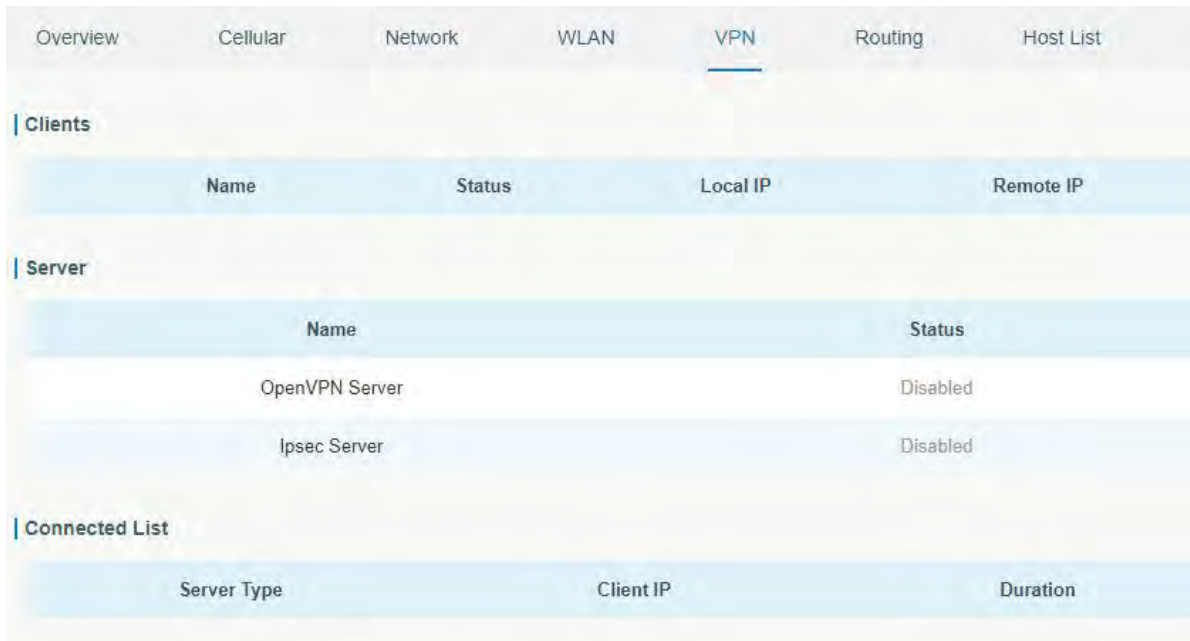 Overview Cellular Network WLAN VPN Routing Host List
Clients
Name Status Local IP Remote IP
Server
Name Status
OpenVPN Server Disabled
Ipsec Server Disabled
Connected List
Server Type Client IP Duration